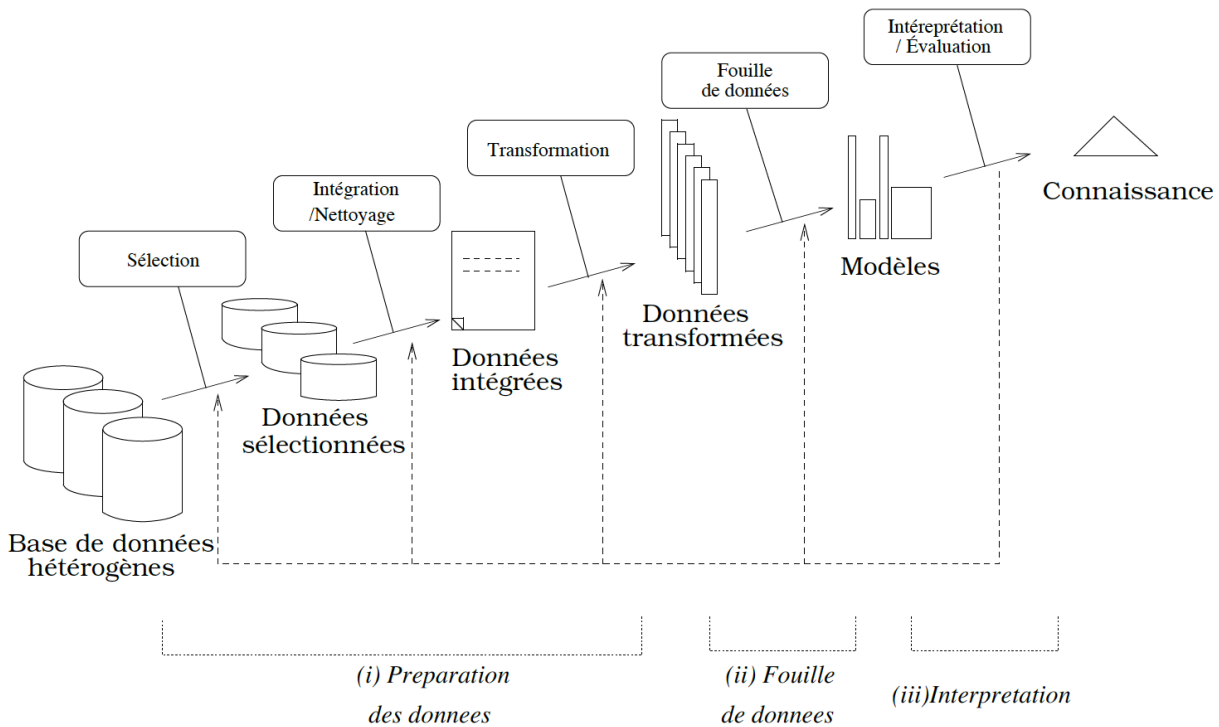 Intéreprétation
/ Évaluation
Fouille
de données
Transformation
Intégration
/Nettoyage
Sélection
Connaissance
Modèles
Données
transformées
Données
intégrées
Données
sélectionnées
Base de données
hétérogènes
(i) Preparation
des donnees
(ii) Fouille
de donnees
(iii)Interpretation